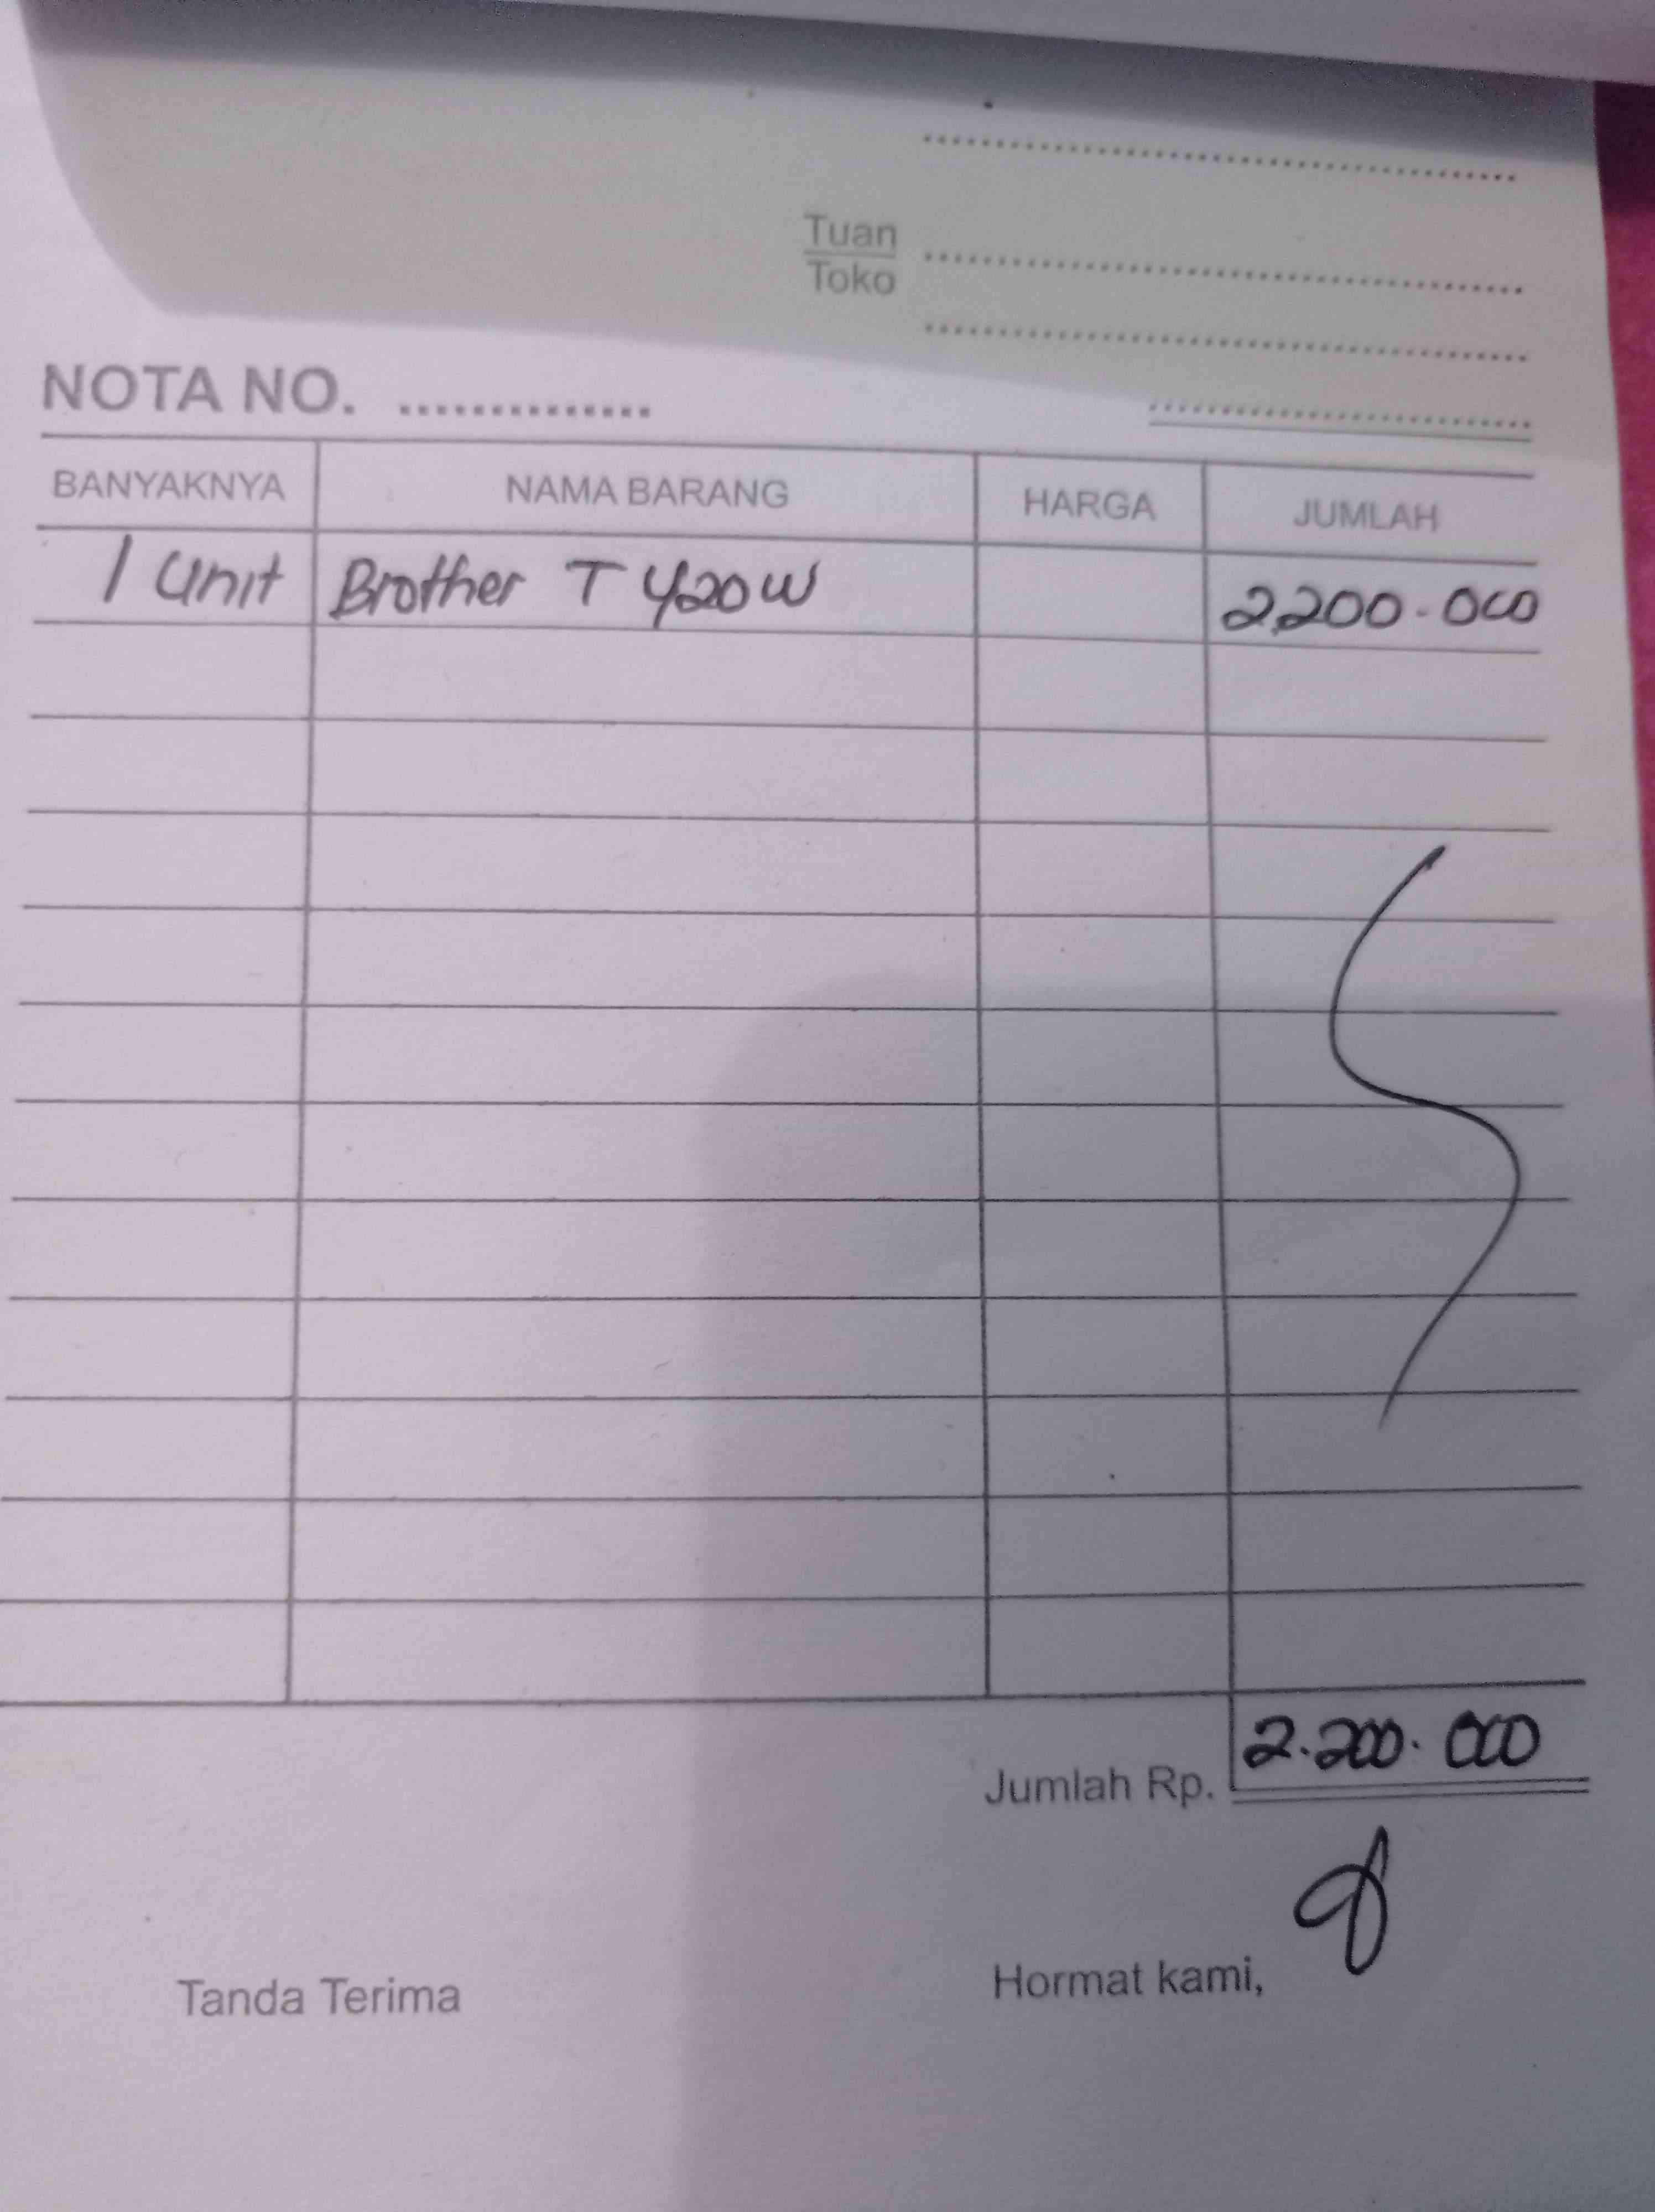 Tuan
Toko
NOTA NO. ..............
BANYAKNYA NAMA BARANG HARGA JUMLAH
1 Unit Brother T 420W 2.200.000
Jumlah Rp. 2.200.000
Tanda Terima Hormat kami,